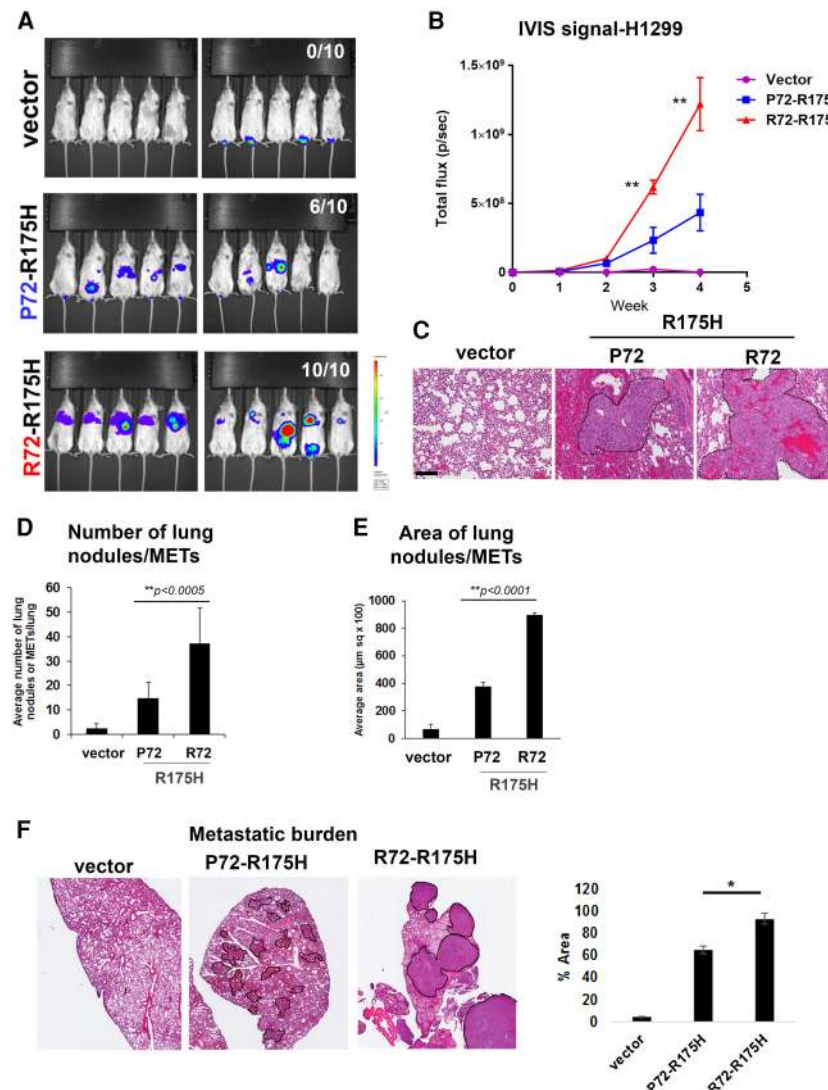 A
vector
0/10
P72-R175H
6/10
R72-R175H
10/10
B
IVIS signal-H1299
Total flux (p/sec)
1.5×10⁹
1×10⁹
5×10⁸
0
0 1 2 3 4 5
Week
**
**
Vector
P72-R175
R72-R175
C
R175H
vector P72 R72
D
Number of lung
nodules/METs
**p<0.0005
Average number of lung
nodules or METs/lung
60
50
40
30
20
10
0
vector P72 R72
R175H
E
Area of lung
nodules/METs
**p<0.0001
Average area (µm sq x 100)
1000
800
600
400
200
0
vector P72 R72
R175H
F
Metastatic burden
vector P72-R175H R72-R175H
*
% Area
120
100
80
60
40
20
0
vector
P72-R175H
R72-R175H